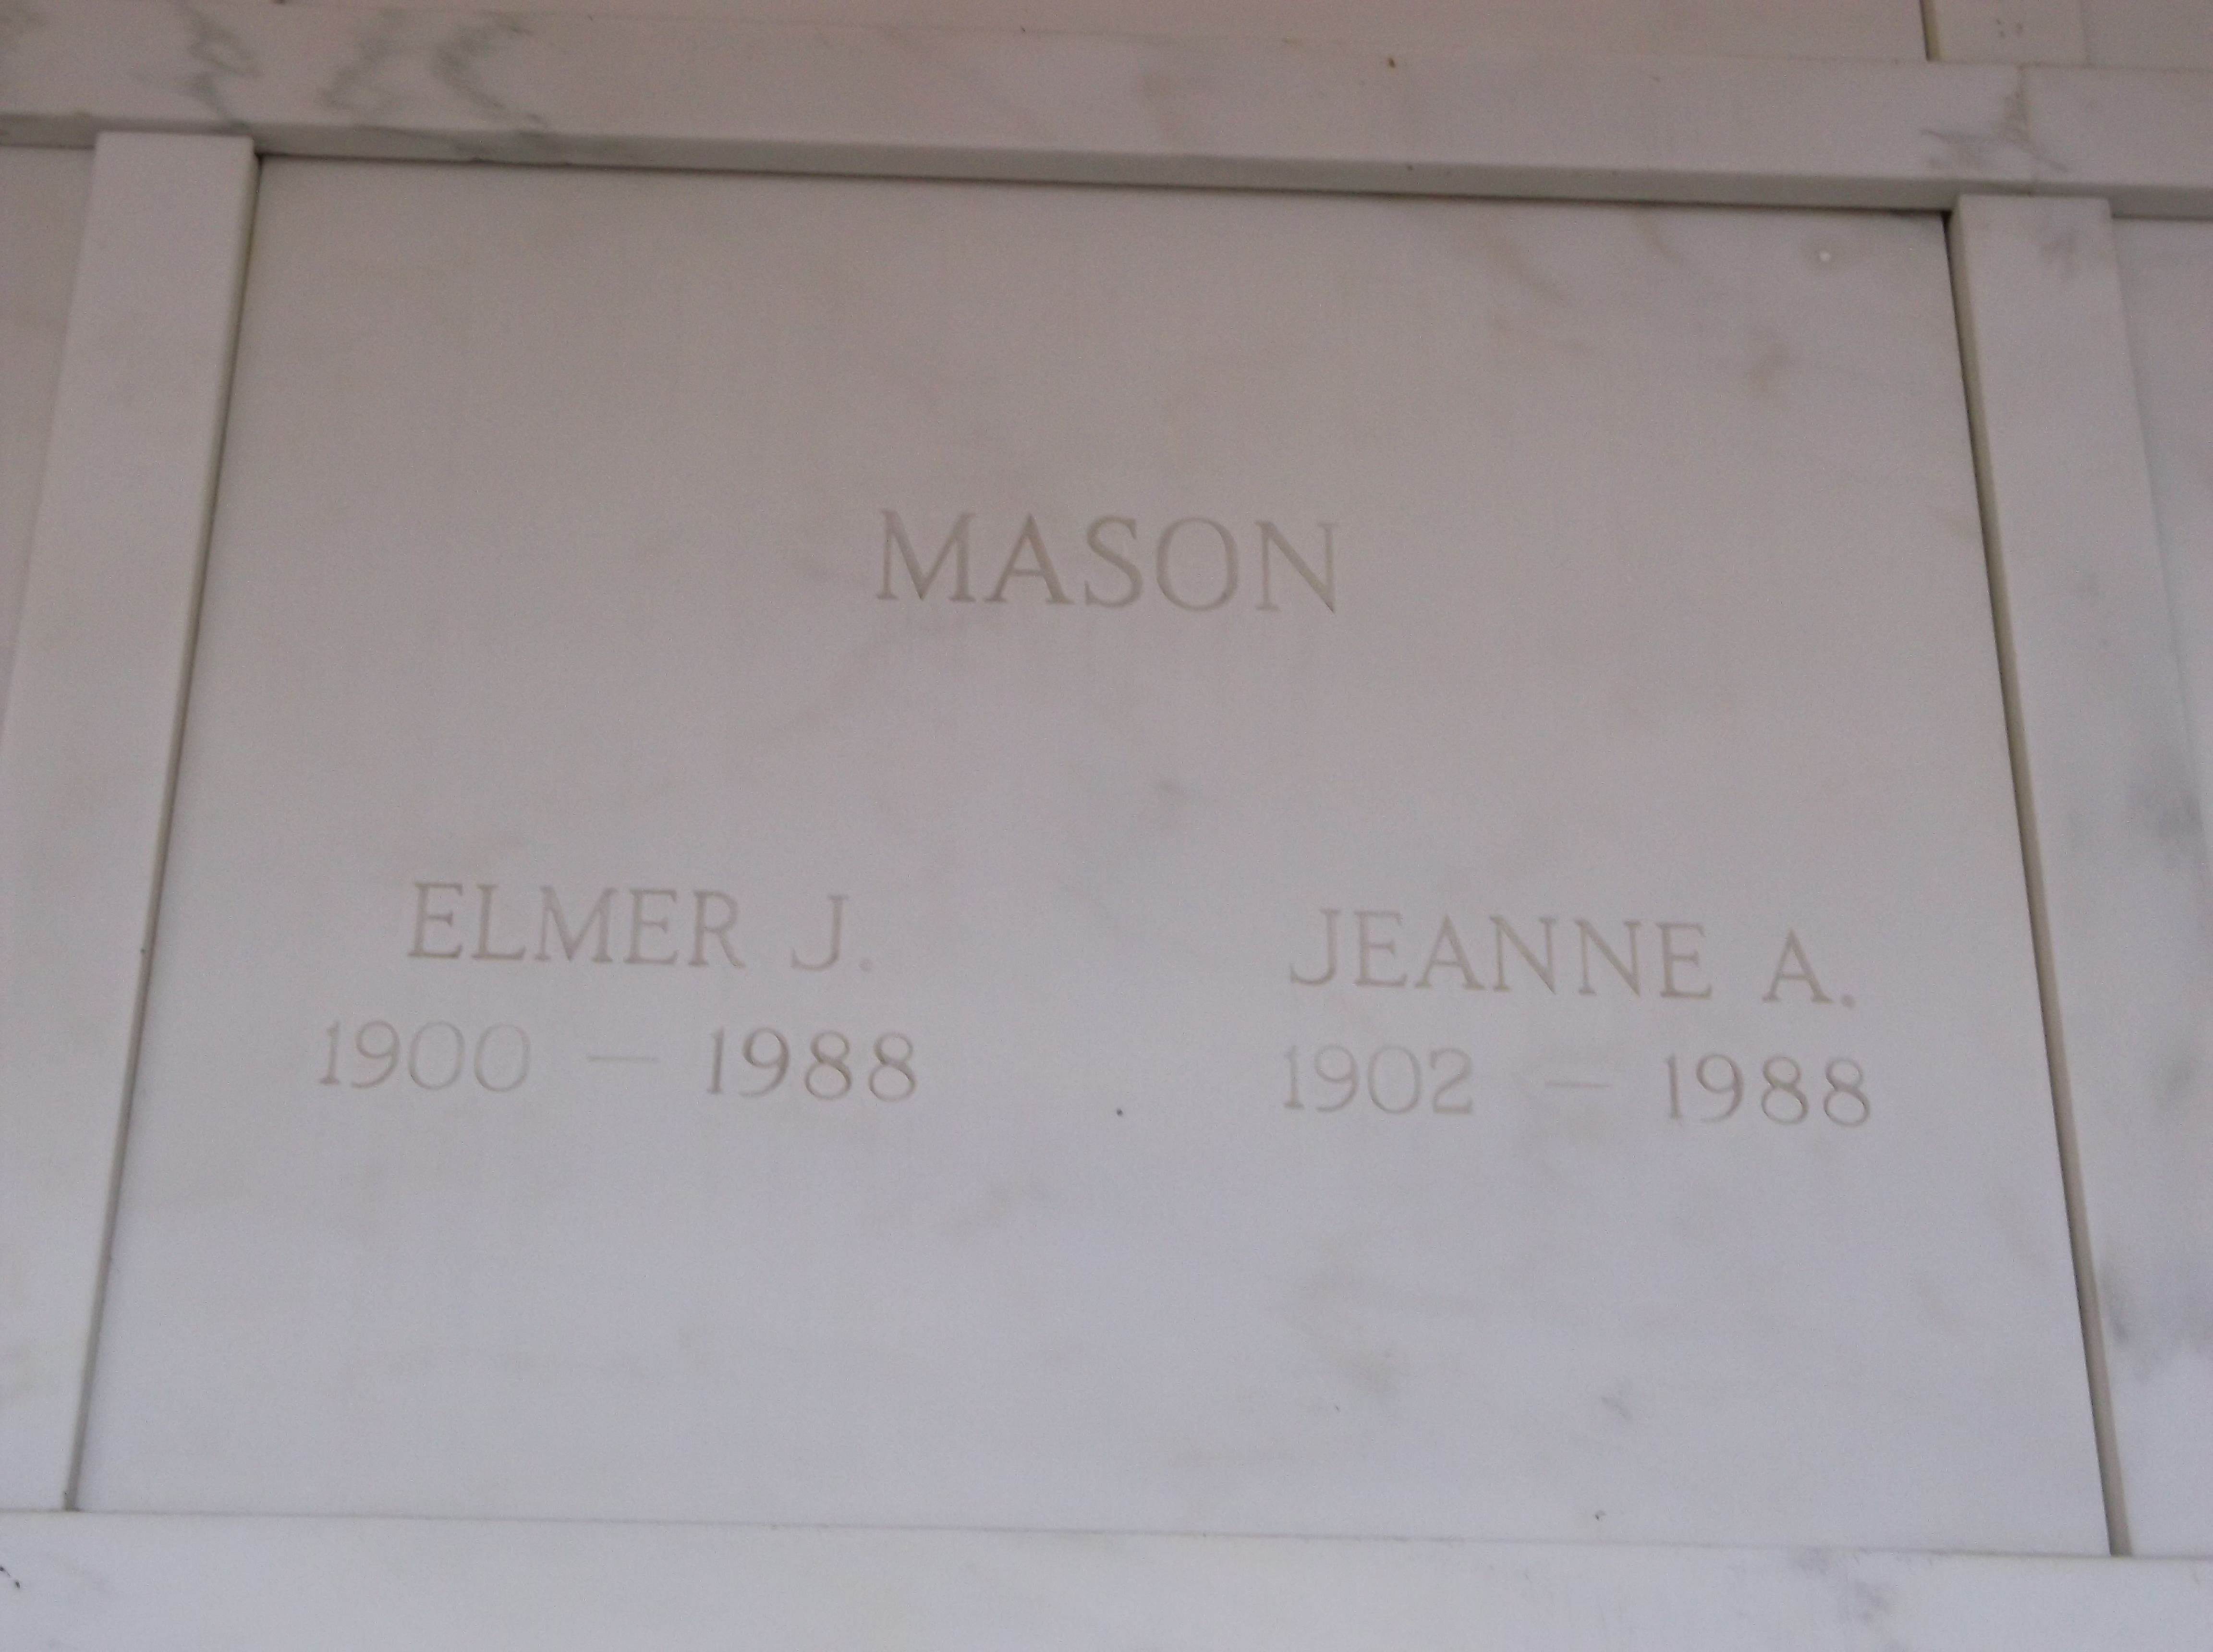 MASON
ELMER J. JEANNE A.
1900 — 1988 1902 — 1988